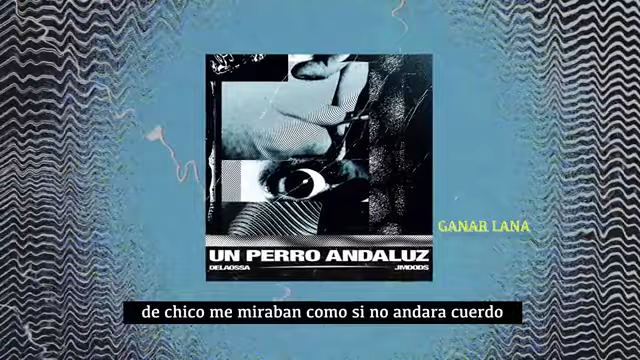 GANAR LANA
UN PERRO ANDALUZ
DELAOSSA JMOODS
de chico me miraban como si no andara cuerdo